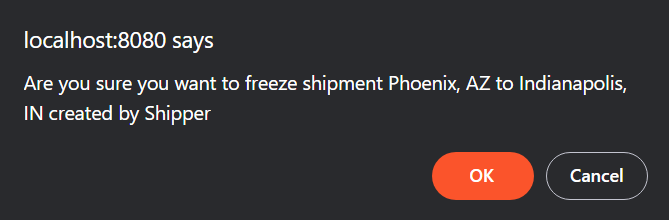 localhost:8080 says
Are you sure you want to freeze shipment Phoenix, AZ to Indianapolis,
IN created by Shipper
OK
Cancel